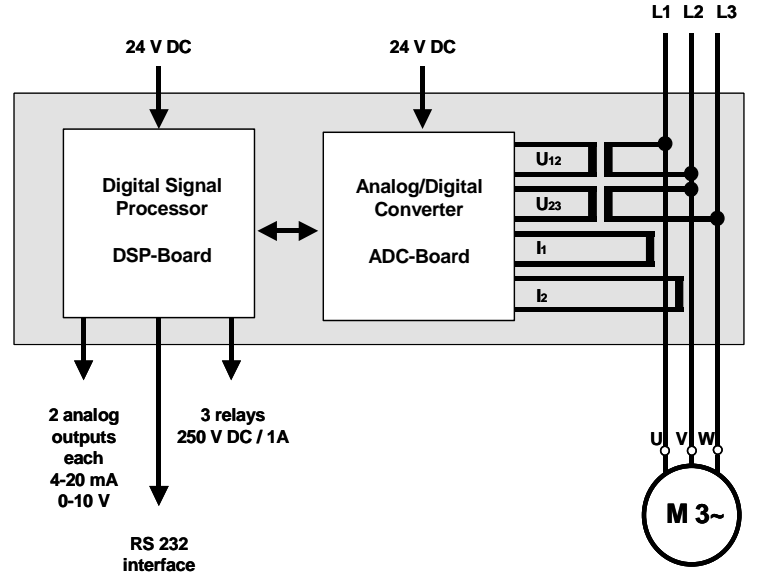 L1 L2 L3
24 V DC
24 V DC
Digital Signal
Processor
DSP-Board
Analog/Digital
Converter
ADC-Board
U12
U23
I1
I2
2 analog
outputs
each
4-20 mA
0-10 V
3 relays
250 V DC / 1A
RS 232
interface
U V W
M 3~